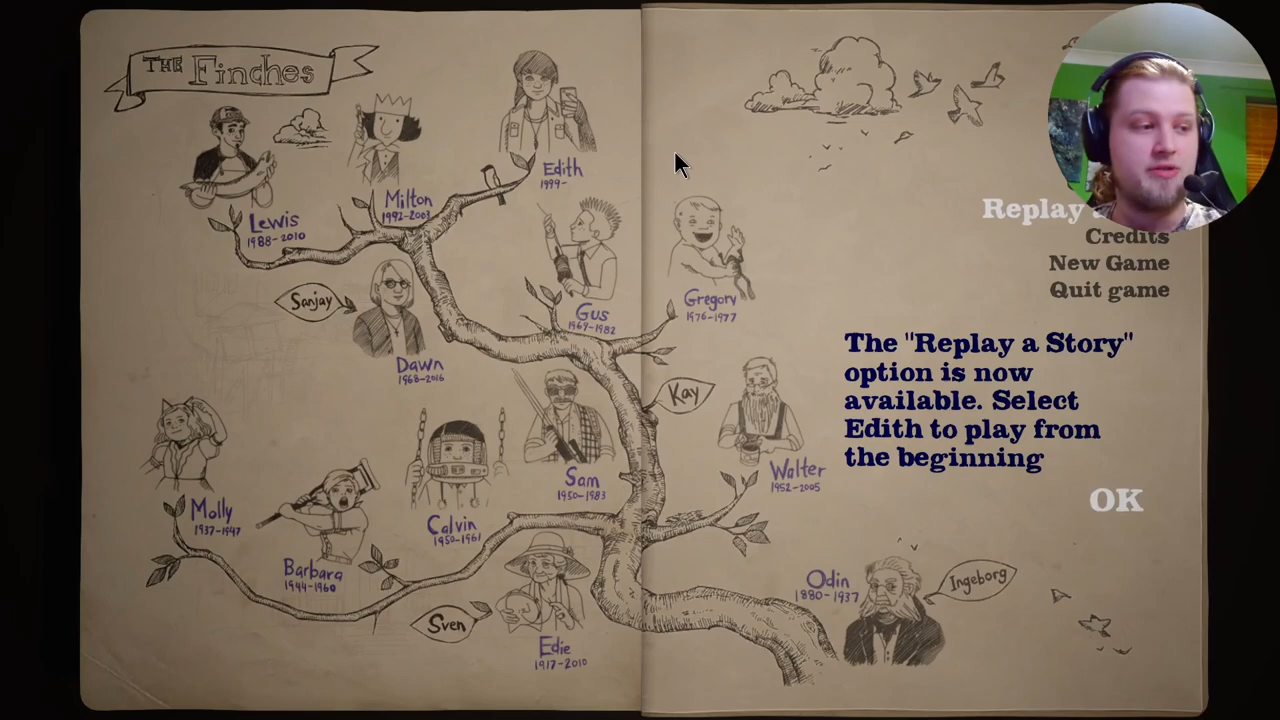 THE Finches
Edith
1999-
Milton
1992-2003
Lewis
1988-2010
Sanjay
Gus
1969-1982
Gregory
1976-1977
Dawn
1968-2016
Kay
Sam
1950-1983
Walter
1952-2005
Molly
1937-1947
Calvin
1950-1961
Barbara
1944-1960
Sven
Edie
1917-2010
Odin
1880-1937
Ingeborg
Replay a
Credits
New Game
Quit game
The "Replay a Story"
option is now
available. Select
Edith to play from
the beginning
OK